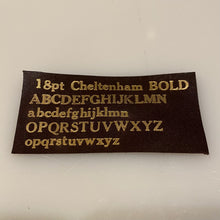 18pt Cheltenham BOLD
ABCDEFGHIJKLMN
abcdefghijklmn
OPQRSTUVWXYZ
opqrstuvwxyz